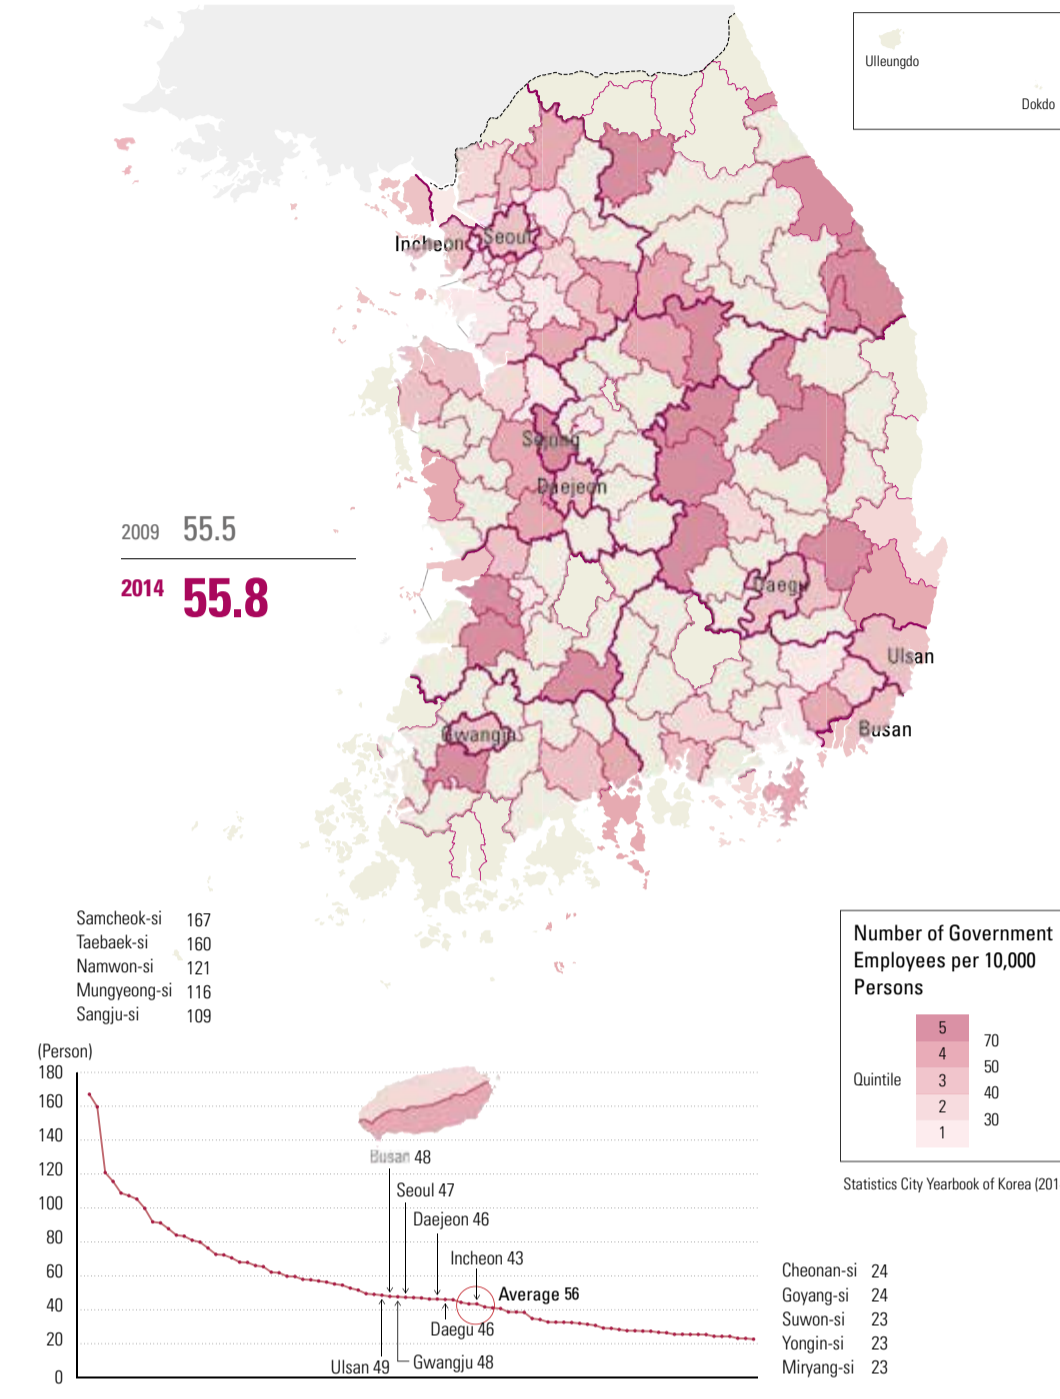 Ulleungdo
Dokdo
Incheon
Seoul
Sejong
Daejeon
2009 55.5
2014 55.8
Daegu
Ulsan
Gwangju
Busan
Samcheok-si 167
Taebaek-si 160
Namwon-si 121
Mungyeong-si 116
Sangju-si 109
Number of Government
Employees per 10,000
Persons
Quintile
5
4
3
2
1
70
50
40
30
Statistics City Yearbook of Korea (201
(Person)
180
160
140
120
100
80
60
40
20
0
Busan 48
Seoul 47
Daejeon 46
Incheon 43
Average 56
Daegu 46
Gwangju 48
Ulsan 49
Cheonan-si 24
Goyang-si 24
Suwon-si 23
Yongin-si 23
Miryang-si 23